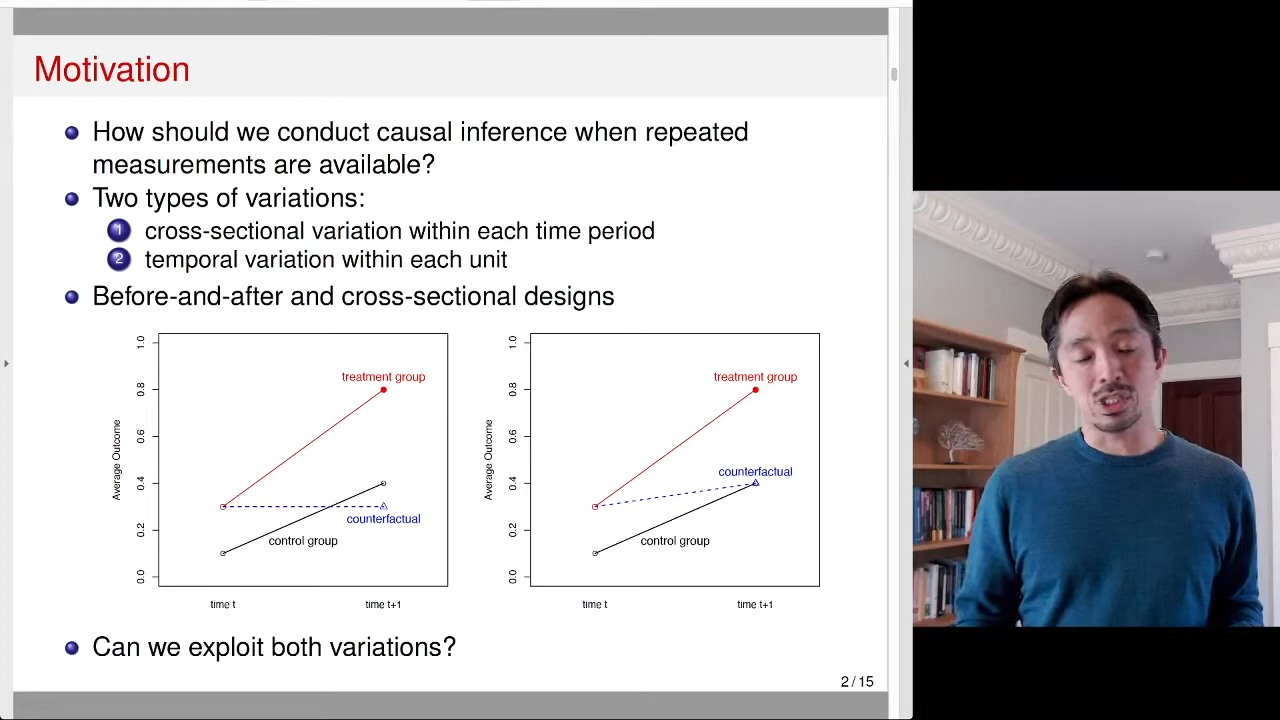 Motivation
How should we conduct causal inference when repeated
measurements are available?
Two types of variations:
1 cross-sectional variation within each time period
2 temporal variation within each unit
Before-and-after and cross-sectional designs
Average Outcome
0.0 0.2 0.4 0.6 0.8 1.0
treatment group
counterfactual
control group
time t time t+1
Average Outcome
0.0 0.2 0.4 0.6 0.8 1.0
treatment group
counterfactual
control group
time t time t+1
Can we exploit both variations?
2 / 15